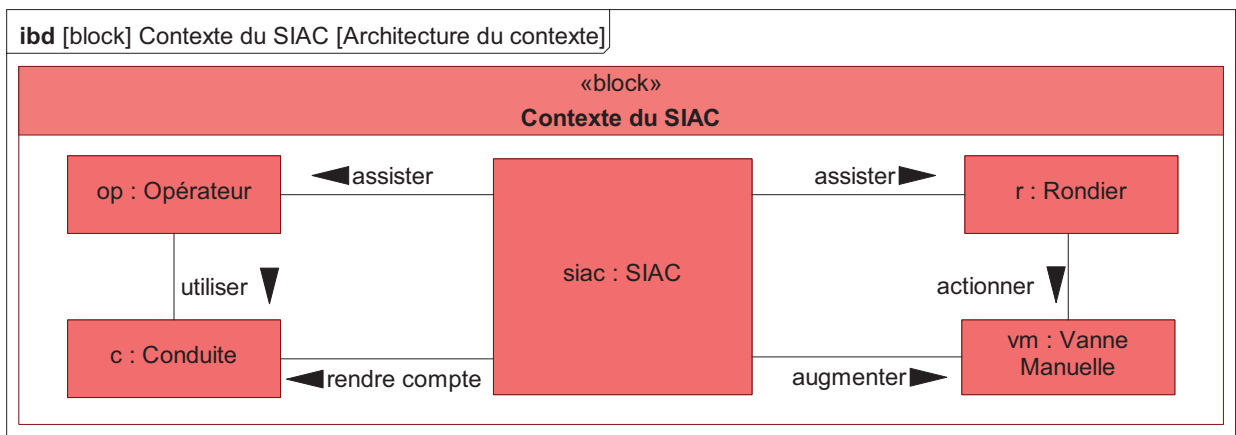 ibd [block] Contexte du SIAC [Architecture du contexte]
«block»
Contexte du SIAC
op : Opérateur
assister
siac : SIAC
assister
r : Rondier
utiliser
actionner
c : Conduite
rendre compte
augmenter
vm : Vanne
Manuelle